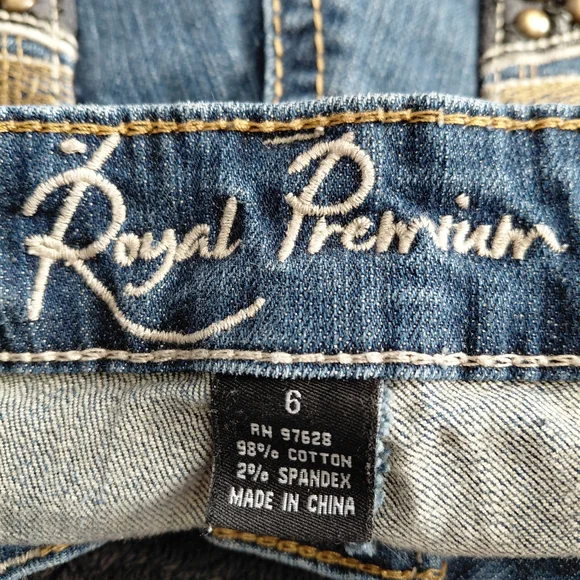 Royal Premium
6
RN 97628
98% COTTON
2% SPANDEX
MADE IN CHINA